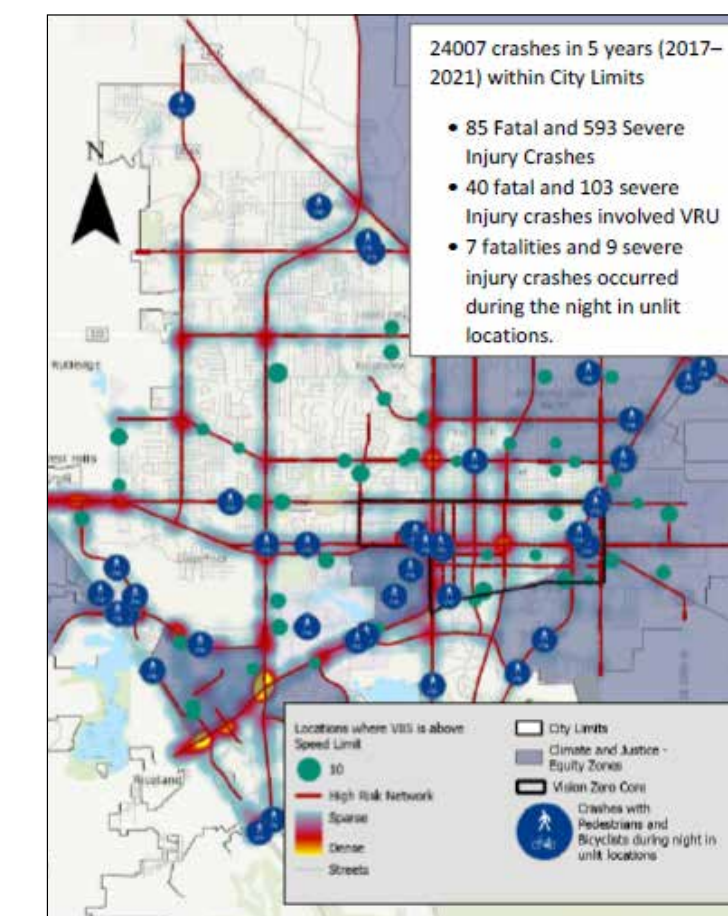 24007 crashes in 5 years (2017–
2021) within City Limits
• 85 Fatal and 593 Severe
Injury Crashes
• 40 fatal and 103 severe
Injury crashes involved VRU
• 7 fatalities and 9 severe
injury crashes occurred
during the night in unlit
locations.
N
Rutledge
Locations where V85 is above
Speed Limit
10
High Risk Network
Sparse
Dense
Streets
City Limits
Climate and Justice -
Equity Zones
Vision Zero Core
Crashes with
Pedestrians and
Bicyclists during night in
unlit locations